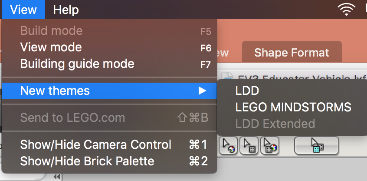 View Help
Build mode F5
View mode F6
Building guide mode F7
New themes
Send to LEGO.com ⇧⌘B
Show/Hide Camera Control ⌘1
Show/Hide Brick Palette ⌘2
Shape Format
LDD
LEGO MINDSTORMS
LDD Extended